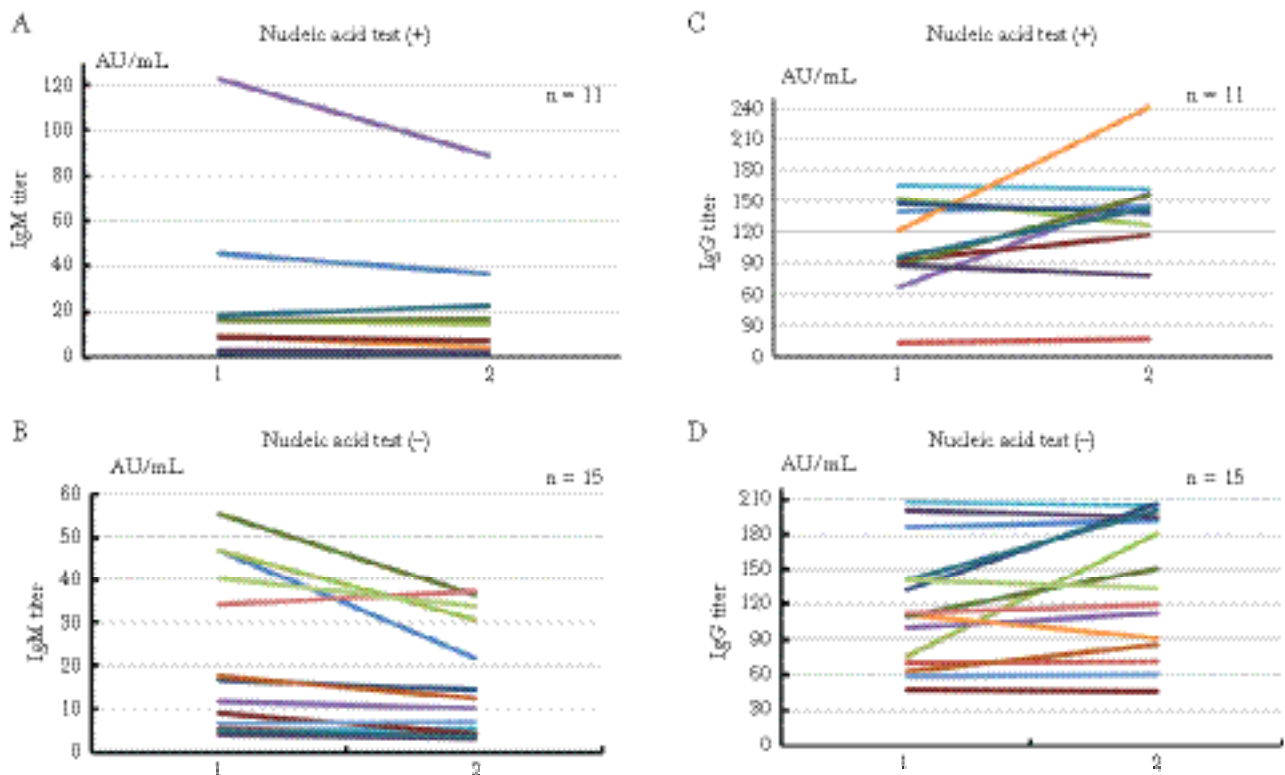 A
Nucleic acid test (+)
AU/mL
n = 11
IgM titer
120
100
80
60
40
20
0
1
2
C
Nucleic acid test (+)
AU/mL
n = 11
IgG titer
240
210
180
150
120
90
60
30
0
1
2
B
Nucleic acid test (–)
AU/mL
n = 15
IgM titer
60
50
40
30
20
10
0
1
2
D
Nucleic acid test (–)
AU/mL
n = 15
IgG titer
210
180
150
120
90
60
30
0
1
2